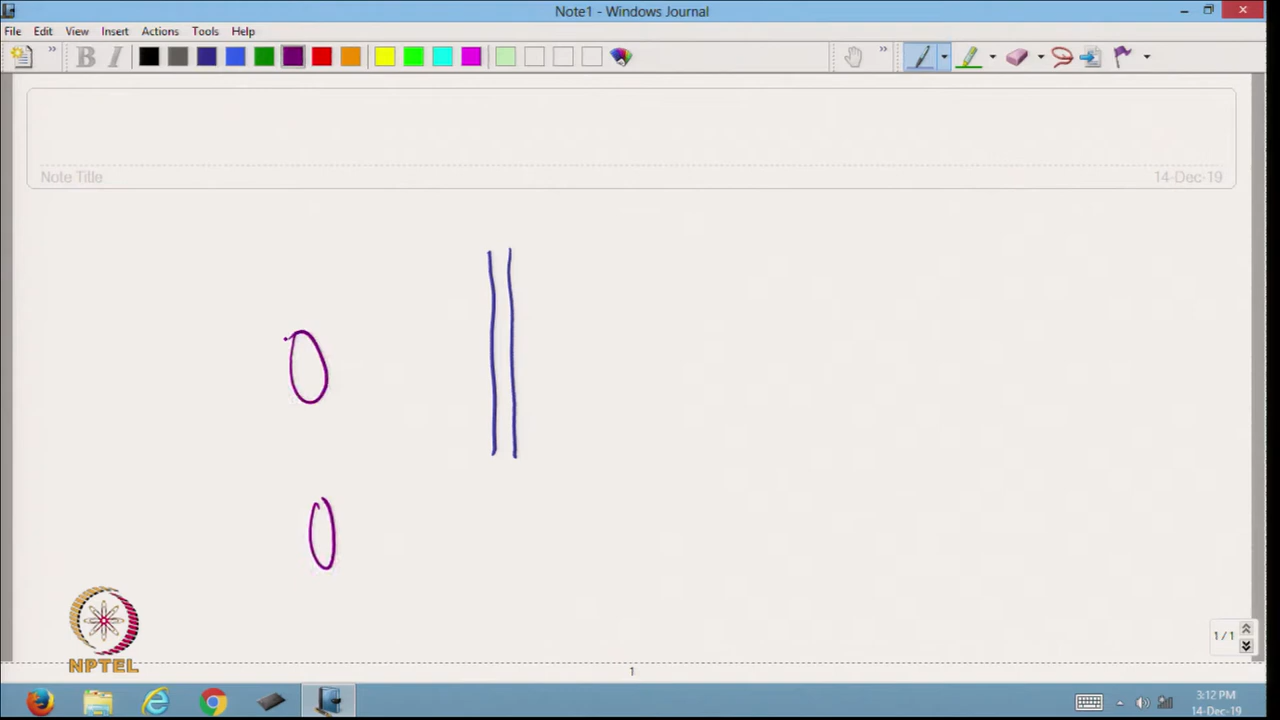 Note1 - Windows Journal
File Edit View Insert Actions Tools Help
B I
Note Title
14-Dec-19
NPTEL
1 / 1
1
3:12 PM
14-Dec-19